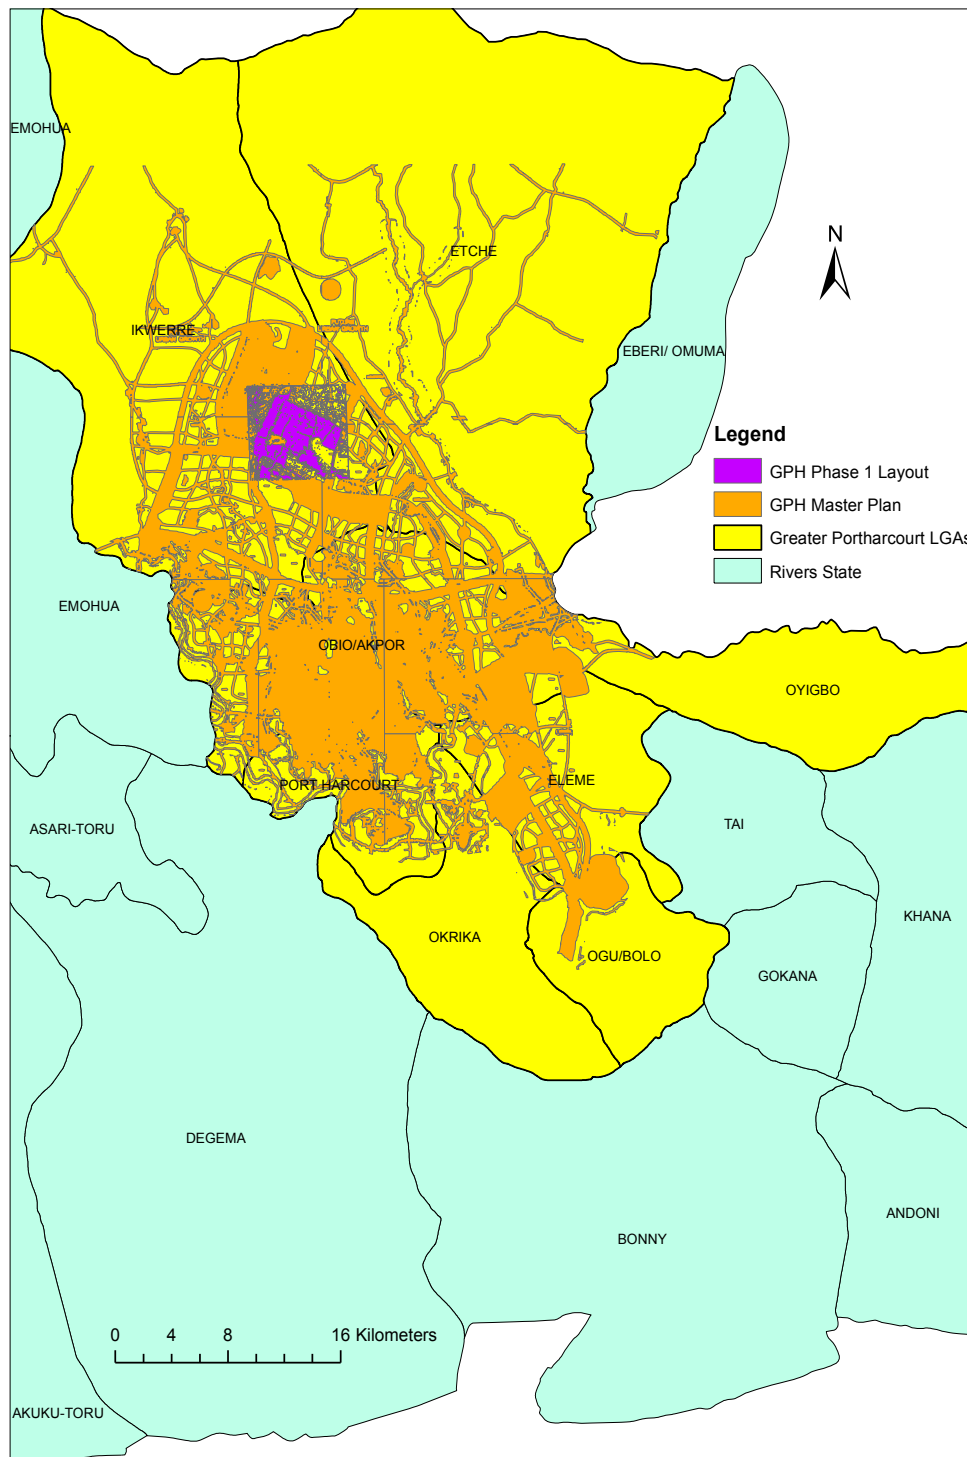 EMOHUA
N
ETCHE
IKWERRE
EBERI/ OMUMA
Legend
GPH Phase 1 Layout
GPH Master Plan
Greater Portharcourt LGAs
Rivers State
EMOHUA
OBIO/AKPOR
OYIGBO
PORT HARCOURT
ELEME
ASARI-TORU
TAI
KHANA
OKRIKA
OGU/BOLO
GOKANA
DEGEMA
ANDONI
BONNY
0 4 8 16 Kilometers
AKUKU-TORU